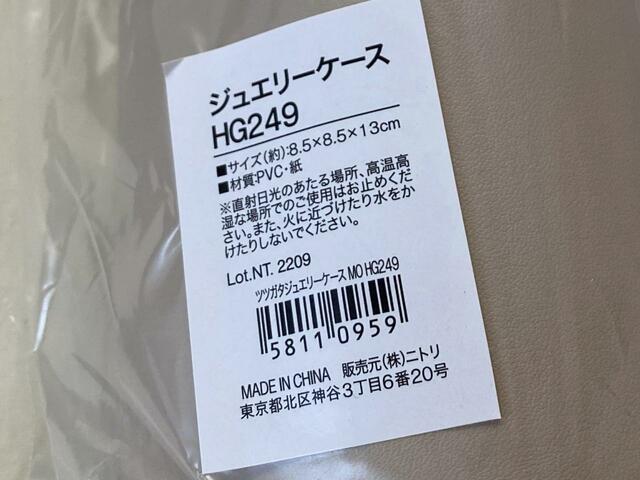 ジュエリーケース
HG249
■サイズ(約):8.5×8.5×13cm
■材質:PVC・紙
※直射日光のあたる場所、高温高
湿な場所でのご使用はお止めくだ
さい。また、火に近づけたり水をか
けたりしないでください。
Lot.NT. 2209
ツツガタジュエリーケース MO HG249
5811 0959
MADE IN CHINA 販売元(株)ニトリ
東京都北区神谷3丁目6番20号